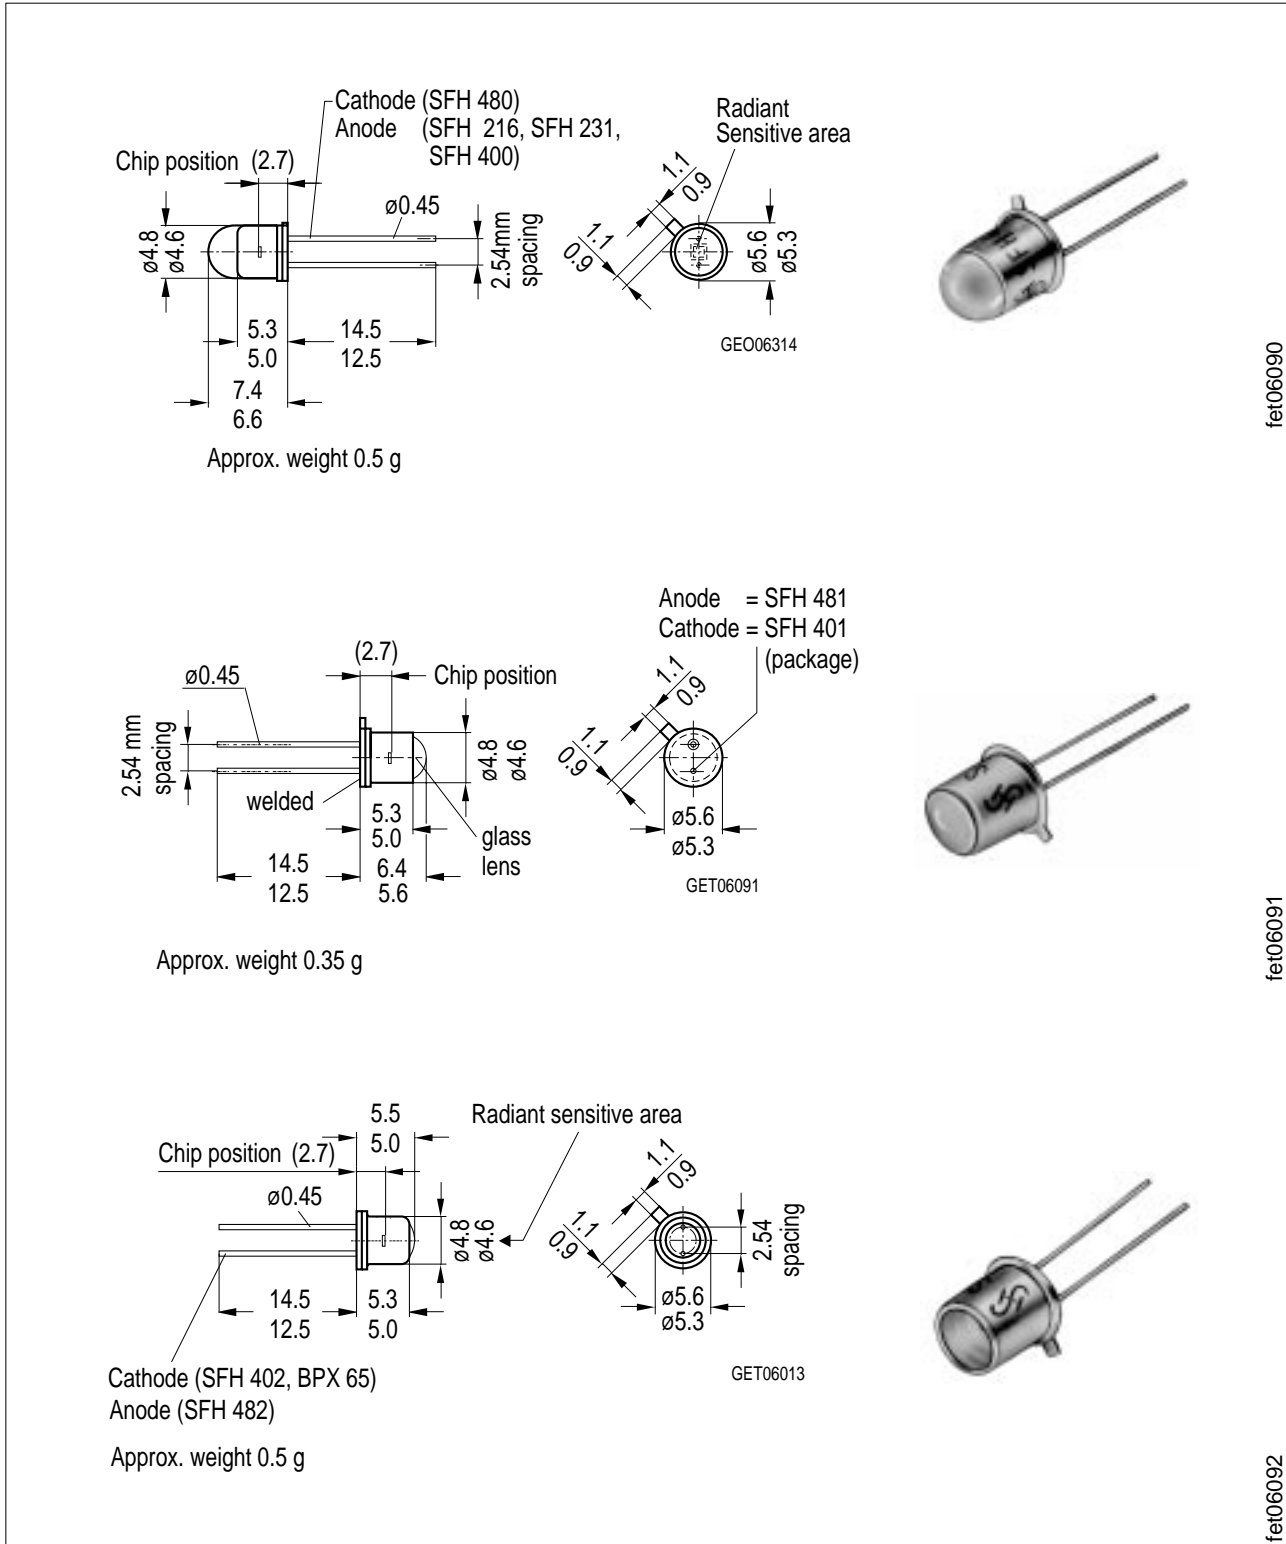 Cathode (SFH 480)
Anode (SFH 216, SFH 231,
SFH 400)
Chip position (2.7)
ø0.45
ø4.8
ø4.6
2.54mm
spacing
5.3
5.0
14.5
12.5
7.4
6.6
Approx. weight 0.5 g
Radiant
Sensitive area
1.1
0.9
1.1
0.9
ø5.6
ø5.3
GEO06314
fet06090
Anode = SFH 481
Cathode = SFH 401
(package)
(2.7)
Chip position
ø0.45
2.54 mm
spacing
welded
ø4.8
ø4.6
5.3
5.0
glass
lens
14.5
12.5
6.4
5.6
1.1
0.9
1.1
0.9
ø5.6
ø5.3
GET06091
Approx. weight 0.35 g
fet06091
5.5
5.0
Radiant sensitive area
Chip position (2.7)
ø0.45
ø4.8
ø4.6
14.5
12.5
5.3
5.0
1.1
0.9
1.1
0.9
2.54
spacing
ø5.6
ø5.3
GET06013
Cathode (SFH 402, BPX 65)
Anode (SFH 482)
Approx. weight 0.5 g
fet06092